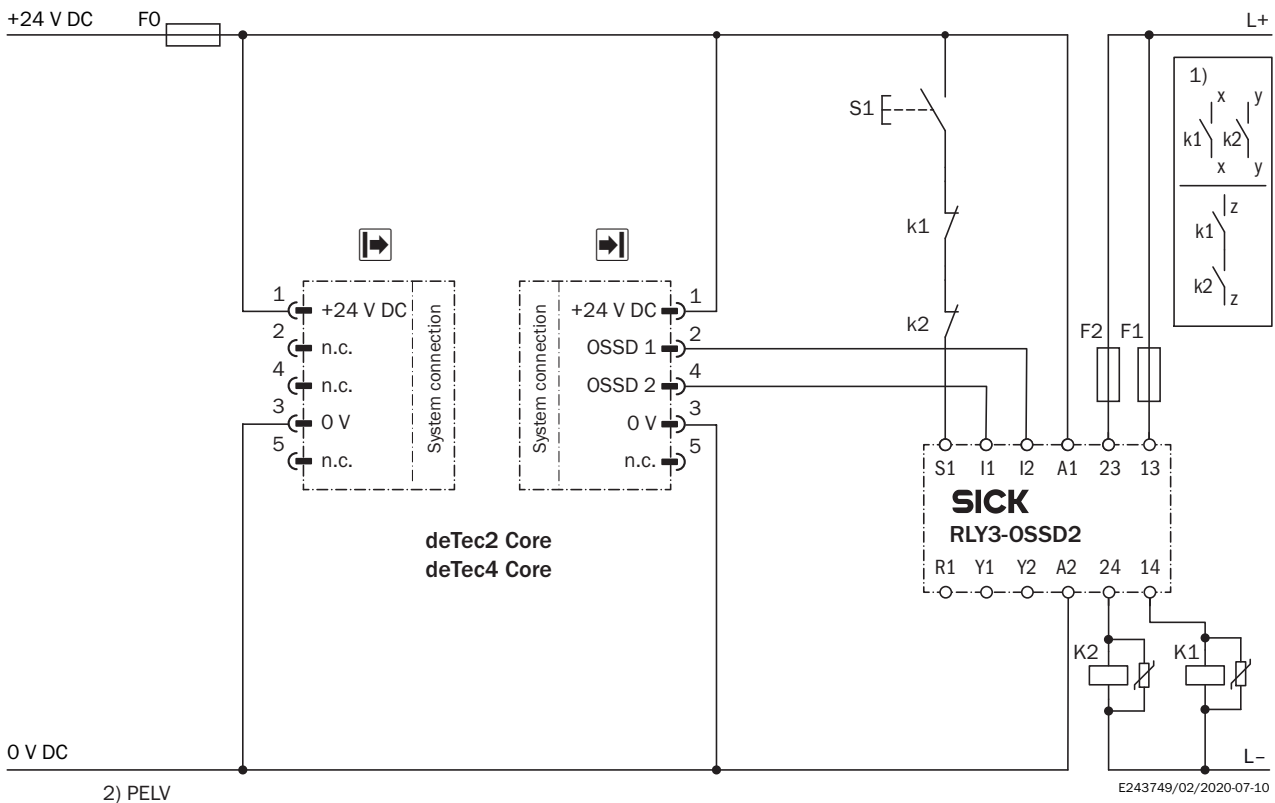 +24 V DC
F0
L+
1)
x
y
k1
k2
x
y
z
k1
k2
z
S1
k1
k2
F2
F1
1
+24 V DC
2
n.c.
4
n.c.
3
0 V
5
n.c.
System connection
System connection
+24 V DC
1
OSSD 1
2
OSSD 2
4
0 V
3
n.c.
5
deTec2 Core
deTec4 Core
S1
I1
I2
A1
23
13
SICK
RLY3-OSSD2
R1
Y1
Y2
A2
24
14
K2
K1
0 V DC
L–
2) PELV
E243749/02/2020-07-10